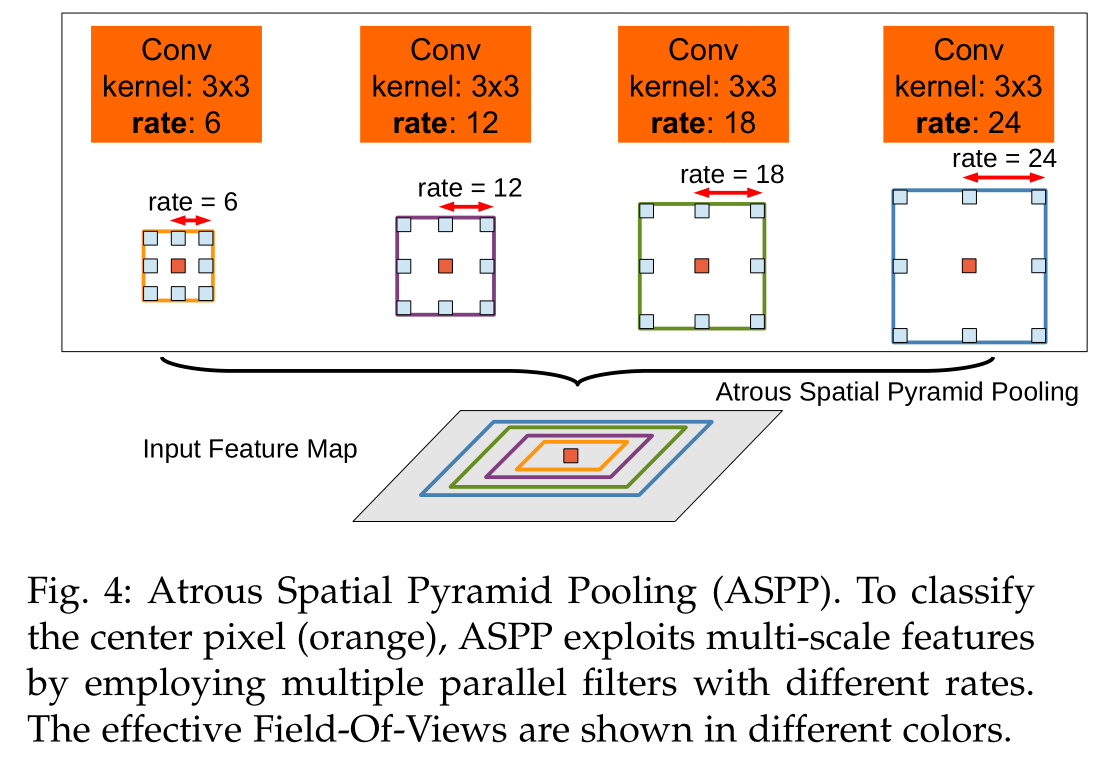 Conv
kernel: 3x3
rate: 6
Conv
kernel: 3x3
rate: 12
Conv
kernel: 3x3
rate: 18
Conv
kernel: 3x3
rate: 24
rate = 6
rate = 12
rate = 18
rate = 24
Atrous Spatial Pyramid Pooling
Input Feature Map
Fig. 4: Atrous Spatial Pyramid Pooling (ASPP). To classify
the center pixel (orange), ASPP exploits multi-scale features
by employing multiple parallel filters with different rates.
The effective Field-Of-Views are shown in different colors.